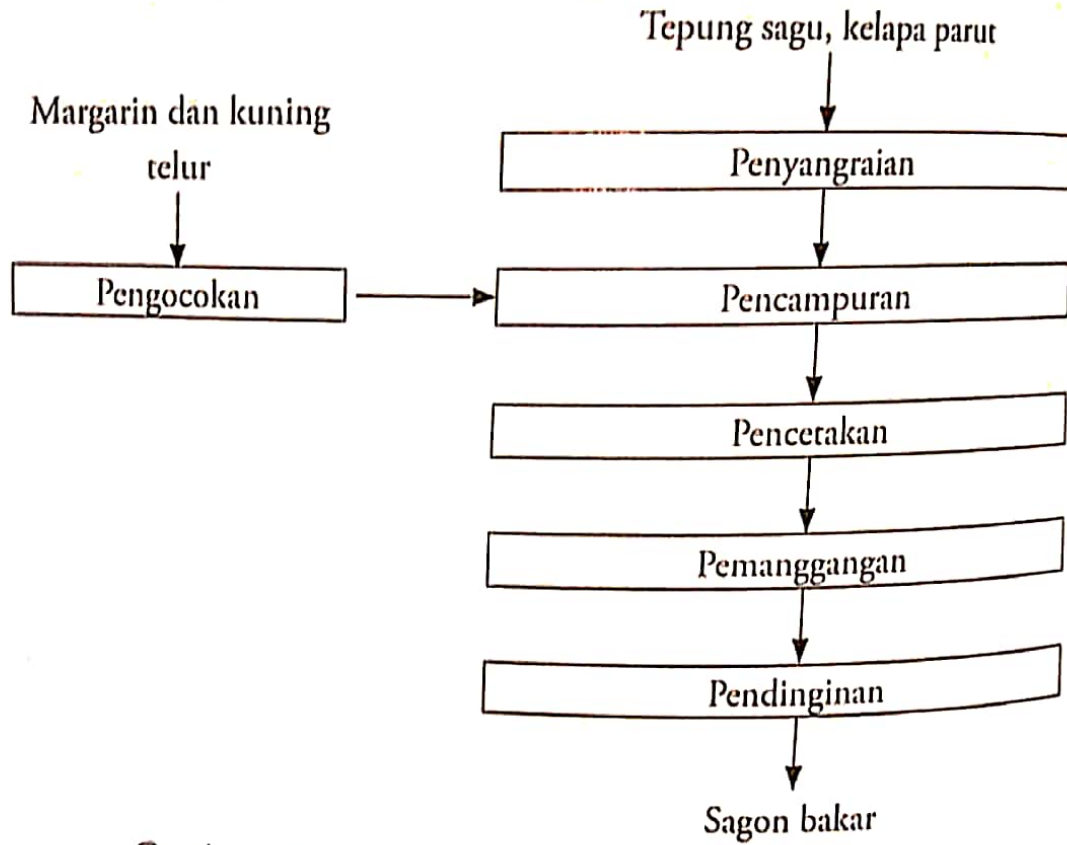 Tepung sagu, kelapa parut
Margarin dan kuning
telur
Penyangraian
Pengocokan
Pencampuran
Pencetakan
Pemanggangan
Pendinginan
Sagon bakar